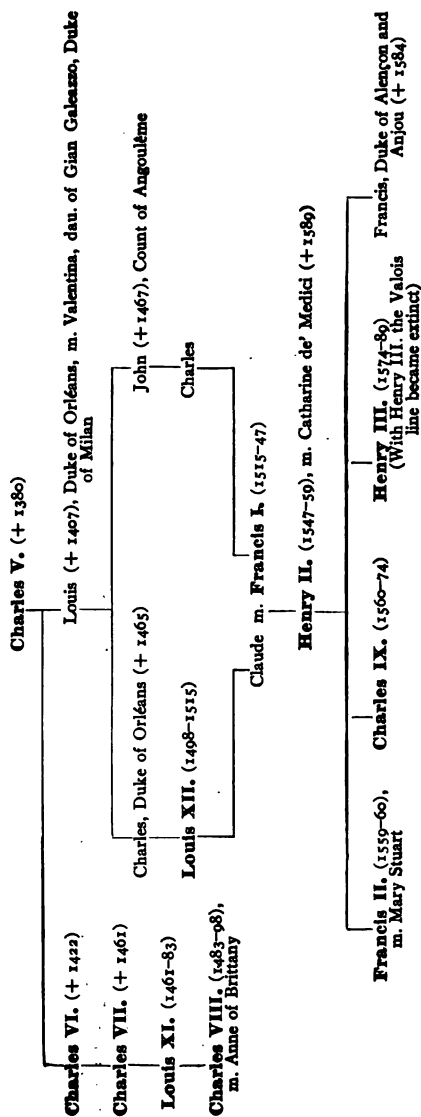 Charles V. (+ 1380)
Charles VI. (+ 1422)
Louis (+ 1407), Duke of Orléans, m. Valentina, dau. of Gian Galeazzo, Duke
of Milan
Charles VII. (+ 1461)
Louis XI. (1461-83)
Charles VIII. (1483-98),
m. Anne of Brittany
Charles, Duke of Orléans (+ 1465)
John (+ 1467), Count of Angoulême
Louis XII. (1498-1515)
Charles
Claude m. Francis I. (1515-47)
Henry II. (1547-59), m. Catharine de' Medici (+ 1589)
Francis II. (1559-60),
m. Mary Stuart
Charles IX. (1560-74)
Henry III. (1574-89)
(With Henry III. the Valois
line became extinct)
Francis, Duke of Alençon and
Anjou (+ 1584)